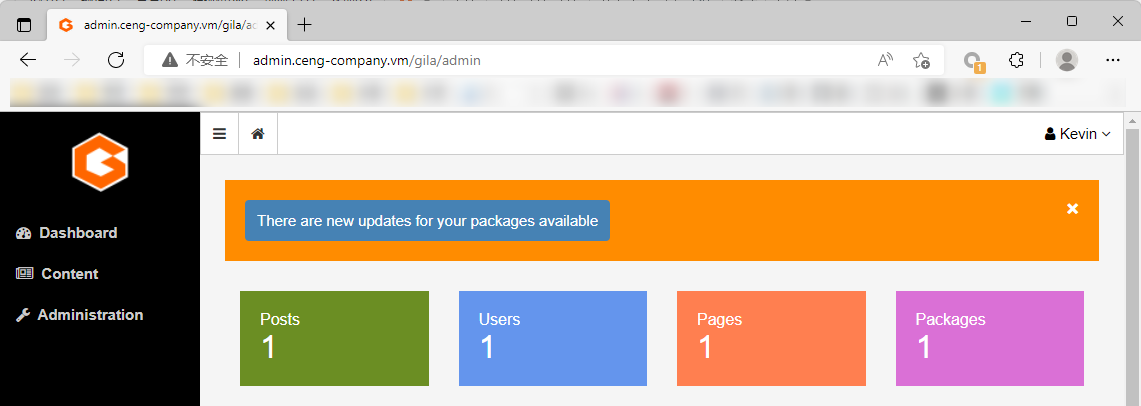 admin.ceng-company.vm/gila/ad
不安全 admin.ceng-company.vm/gila/admin
1
Kevin
There are new updates for your packages available
Dashboard
Content
Administration
Posts
1
Users
1
Pages
1
Packages
1